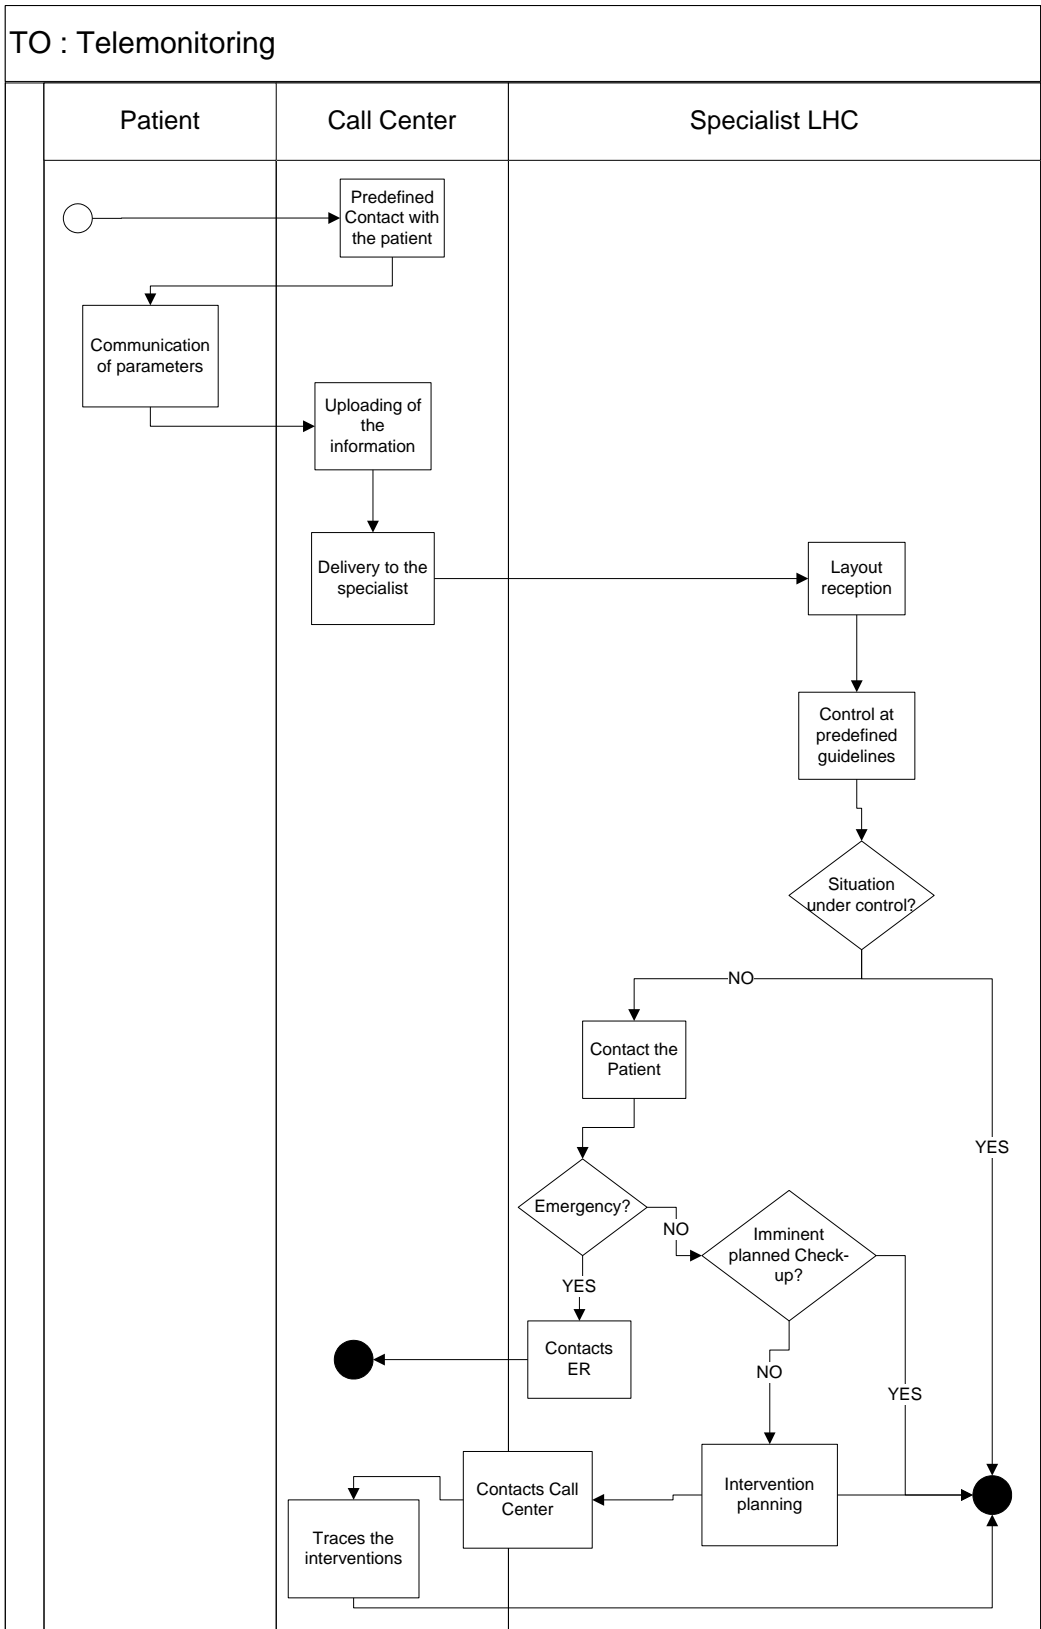 TO : Telemonitoring
Patient
Call Center
Specialist LHC
Predefined
Contact with
the patient
Communication
of parameters
Uploading of
the
information
Delivery to the
specialist
Layout
reception
Control at
predefined
guidelines
Situation
under control?
NO
Contact the
Patient
YES
Emergency?
NO
Imminent
planned Check-
up?
YES
Contacts
ER
NO
YES
Contacts Call
Center
Intervention
planning
Traces the
interventions